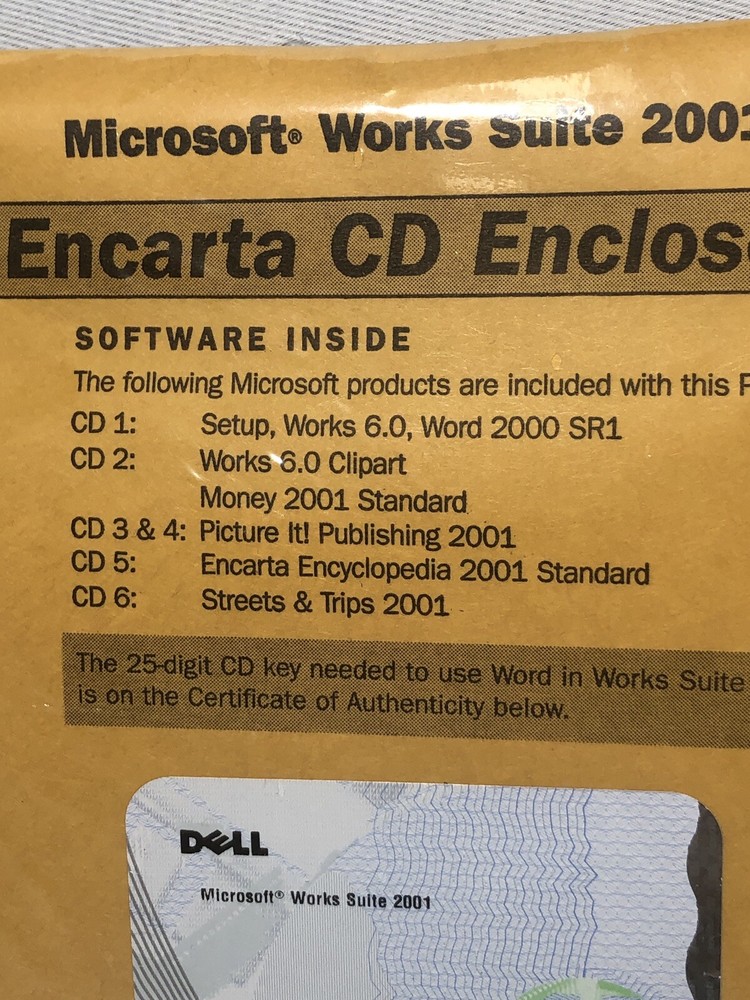 Microsoft® Works Suite 2001
Encarta CD Enclos
SOFTWARE INSIDE
The following Microsoft products are included with this
CD 1: Setup, Works 6.0, Word 2000 SR1
CD 2: Works 6.0 Clipart
Money 2001 Standard
CD 3 & 4: Picture It! Publishing 2001
CD 5: Encarta Encyclopedia 2001 Standard
CD 6: Streets & Trips 2001
The 25-digit CD key needed to use Word in Works Suite
is on the Certificate of Authenticity below.
DELL
Microsoft® Works Suite 2001